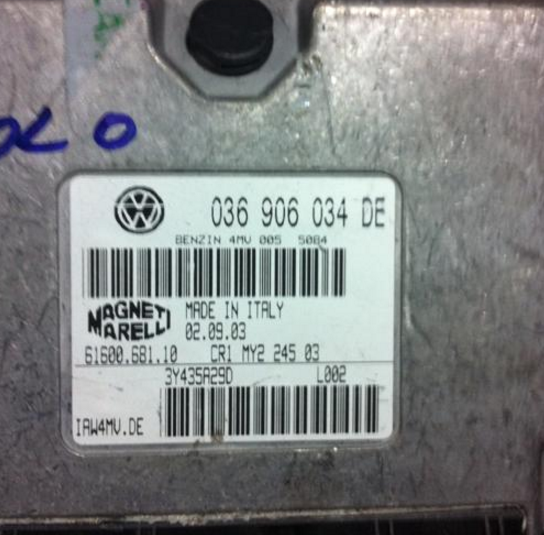 036 906 034 DE
BENZIN 4MV 005 5084
MAGNETI MARELLI
MADE IN ITALY
02.09.03
61600.681.10 CR1 MY2 245 03
3Y435A29D L002
IAW4MV.DE